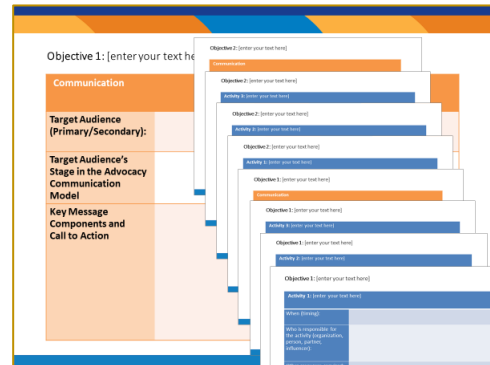 Objective 1: [enter your text he
Communication
Target Audience
(Primary/Secondary):
Target Audience's
Stage in the Advocacy
Communication
Model
Key Message
Components and
Call to Action
Objective 2: [enter your text here]
Communication
Objective 2: [enter your text here]
Activity 3: [enter your text here]
Objective 2: [enter your text here]
Activity 2: [enter your text here]
Objective 2: [enter your text here]
Activity 1: [enter your text here]
Objective 1: [enter your text here]
Communication
Objective 1: [enter your text here]
Activity 3: [enter your text here]
Objective 1: [enter your text here]
Activity 2: [enter your text here]
Objective 1: [enter your text here]
Activity 1: [enter your text here]
When (timing)
Who is responsible for
the activity (organization,
person, partner,
influencer)